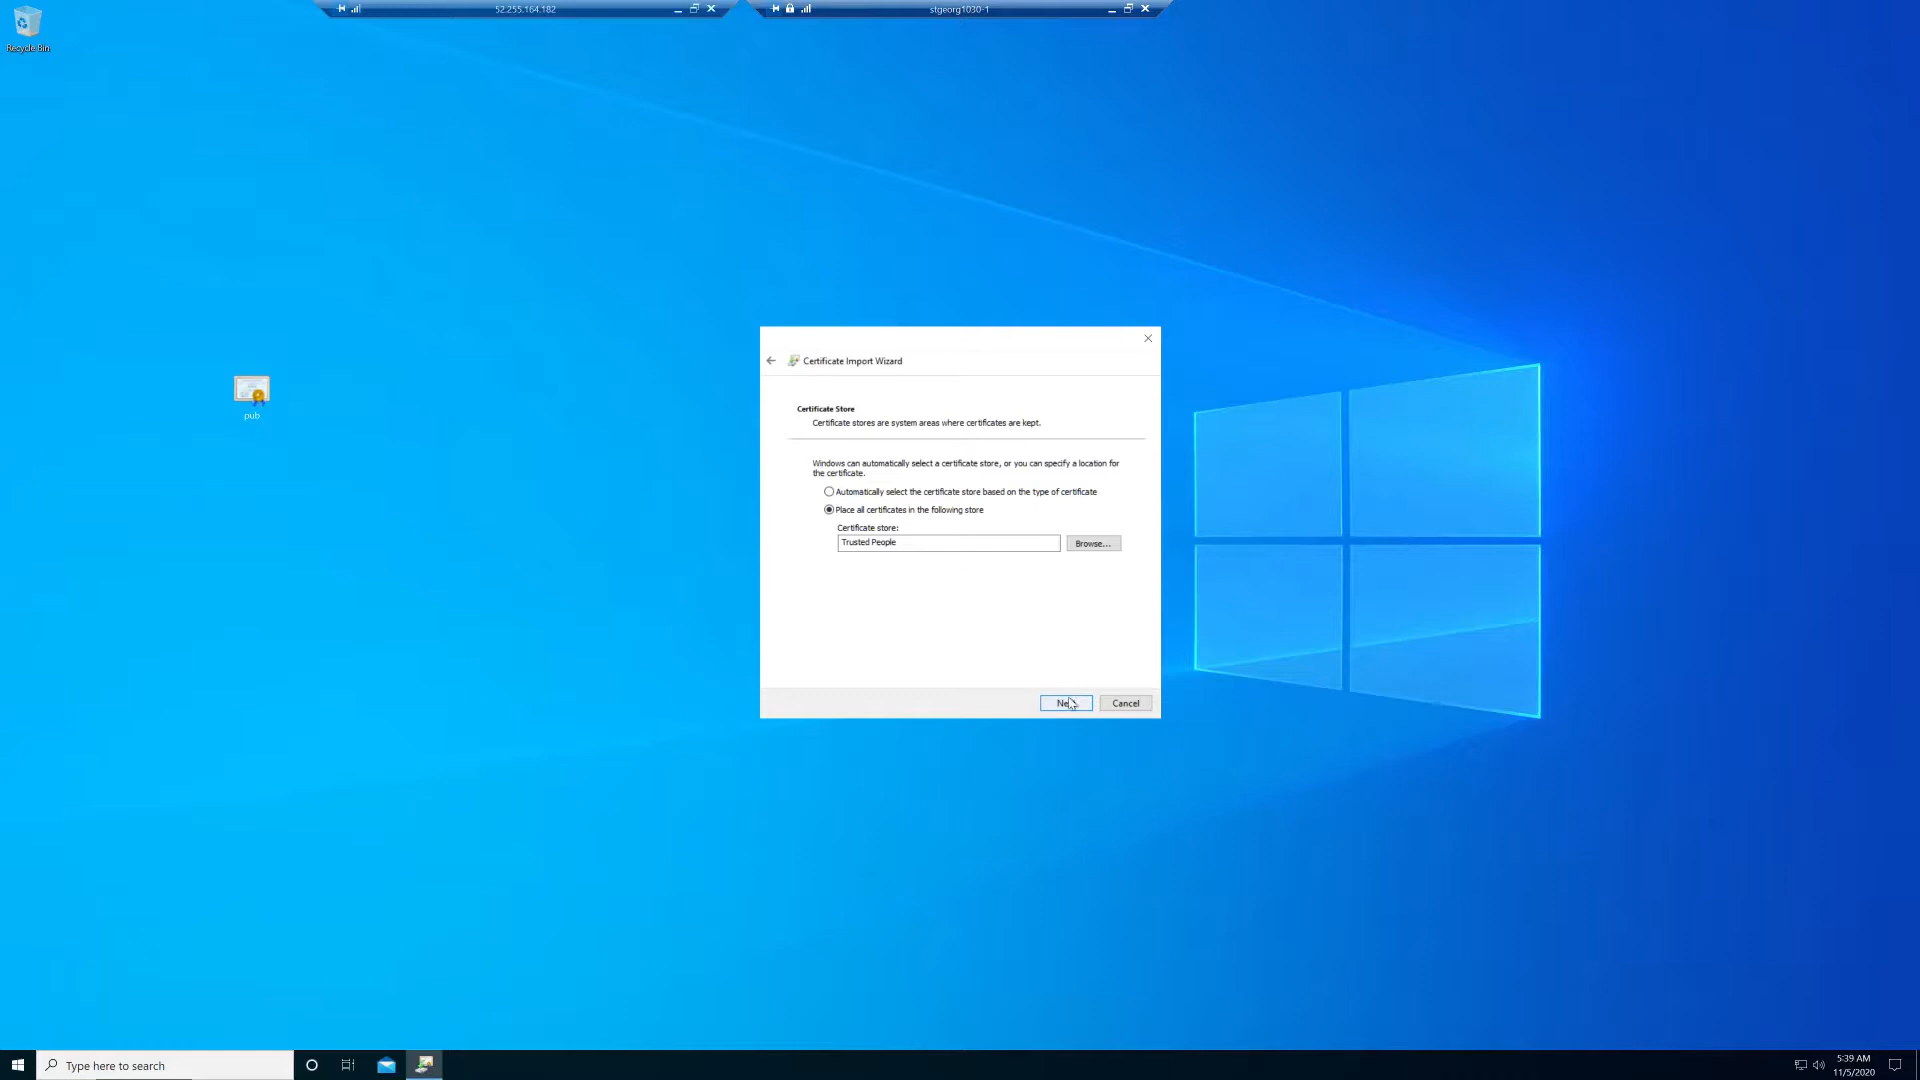 52.255.164.182
stgeorg1030-1
Recycle Bin
pub
Certificate Import Wizard
Certificate Store
Certificate stores are system areas where certificates are kept.
Windows can automatically select a certificate store, or you can specify a location for
the certificate.
Automatically select the certificate store based on the type of certificate
Place all certificates in the following store
Certificate store:
Trusted People
Browse...
Cancel
Type here to search
5:39 AM
11/5/2020